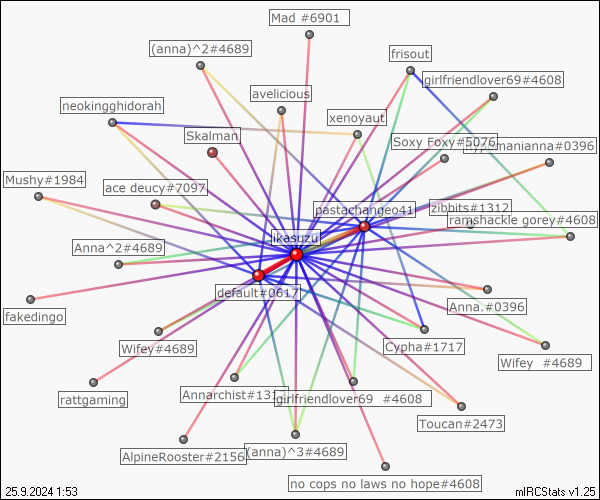 Mad #6901
(anna)^2#4689
frisout
girlfriendlover69#4608
avelicious
neokingghidorah
xenoyaut
Skalman
Soxy Foxy#5076
manianna#0396
Mushy#1984
ace deucy#7097
pastachangeo41
zibbits#1312
ramshackle gorey#4608
likasuzu
Anna^2#4689
default#0617
Anna.#0396
fakedingo
Wifey#4689
Cypha#1717
Wifey #4689
rattgaming
Annarchist#131
girlfriendlover69 #4608
Toucan#2473
AlpineRooster#2156
(anna)^3#4689
no cops no laws no hope#4608
25.9.2024 1:53
mIRCStats v1.25